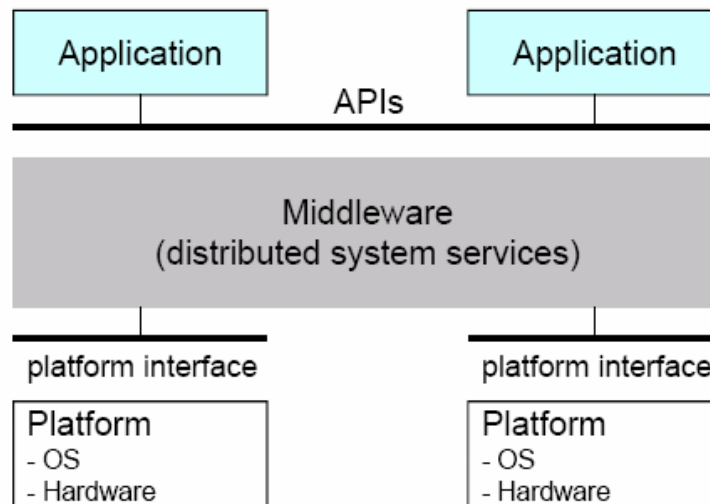 Application
Application
APIs
Middleware
(distributed system services)
platform interface
platform interface
Platform
- OS
- Hardware
Platform
- OS
- Hardware